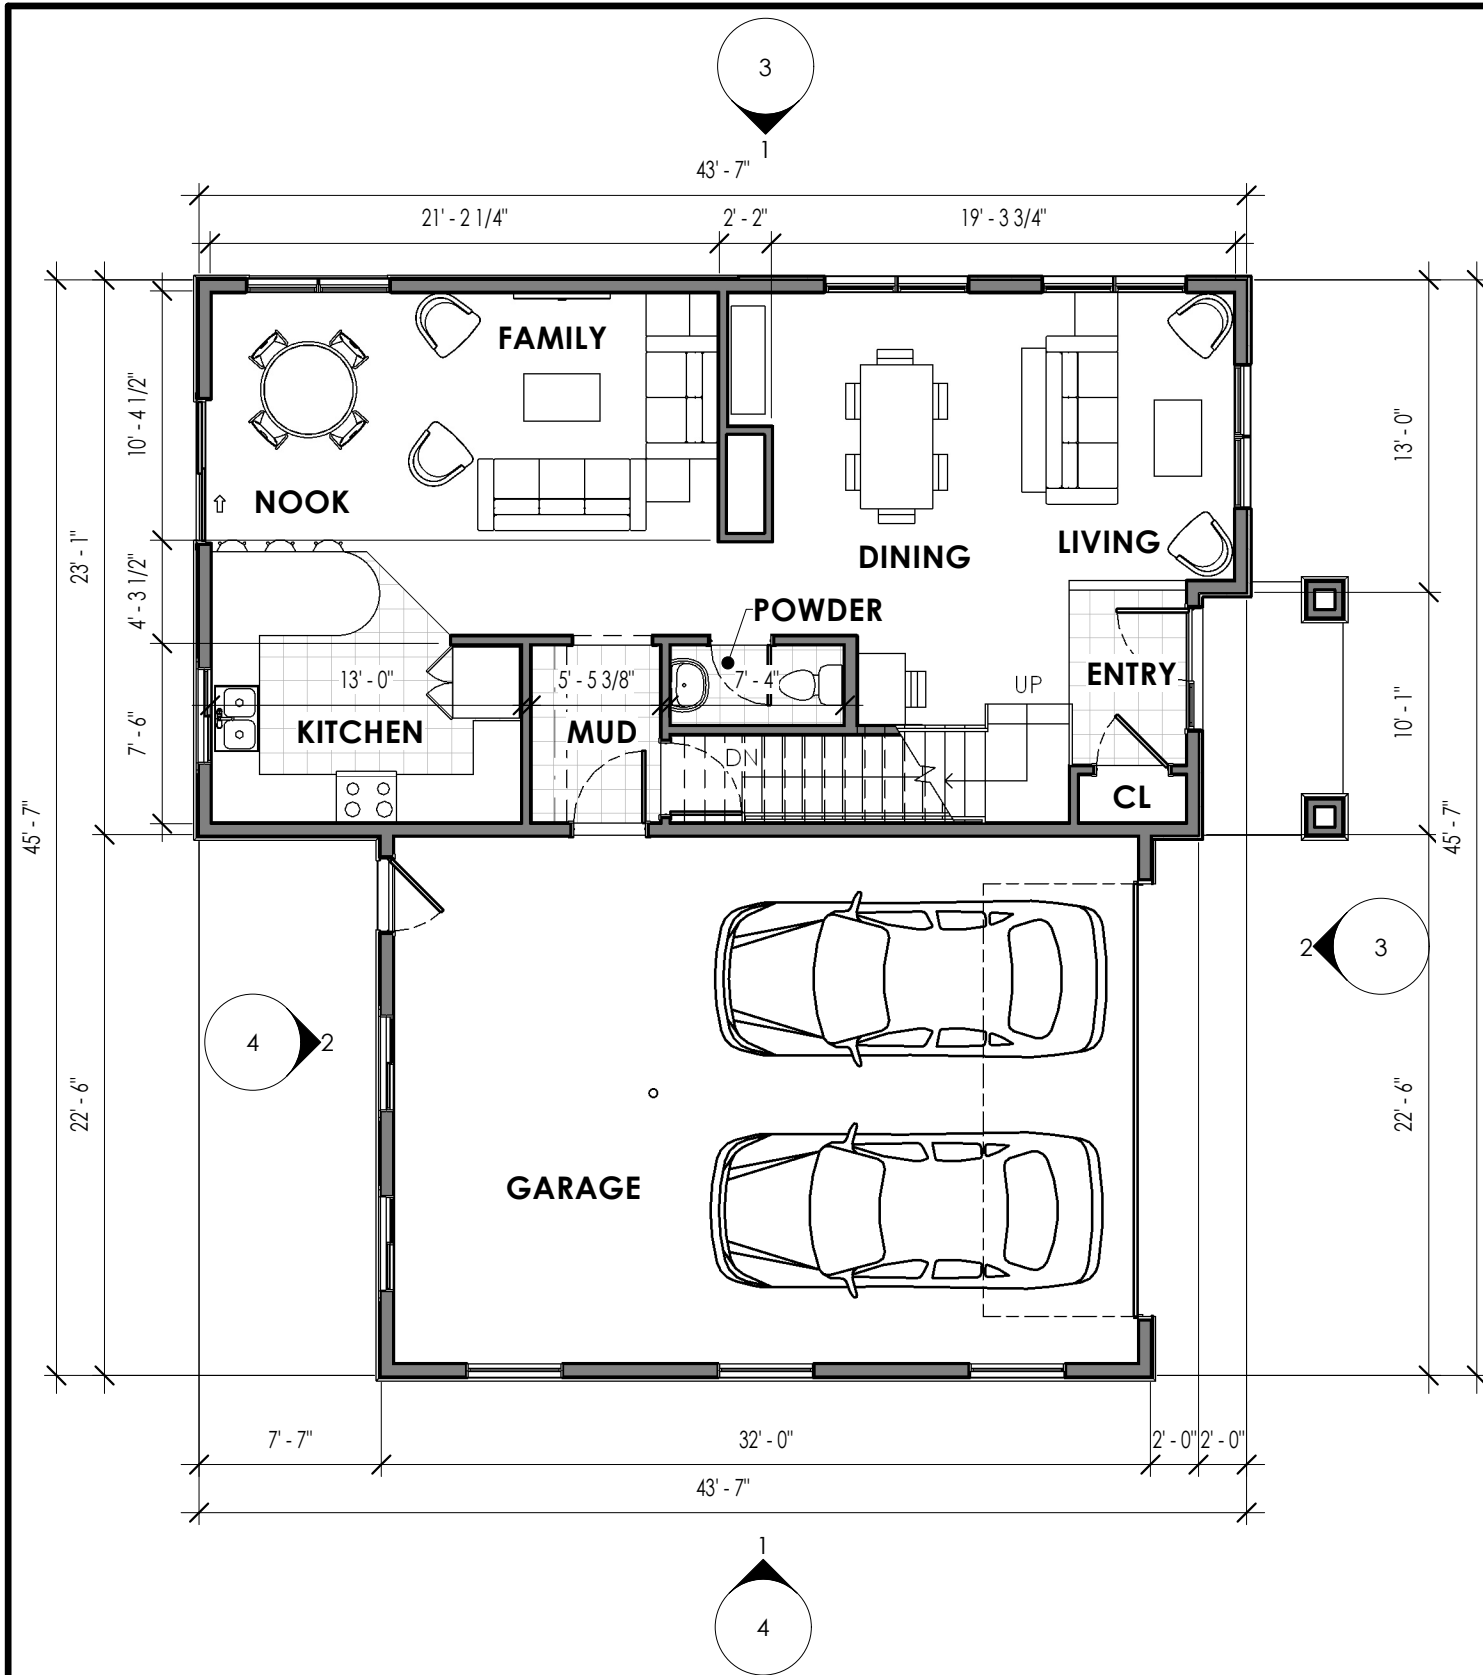 3
1
43' - 7"
21' - 2 1/4"
2' - 2"
19' - 3 3/4"
FAMILY
10' - 4 1/2"
13' - 0"
NOOK
DINING
LIVING
23' - 1"
4' - 3 1/2"
POWDER
13' - 0"
5' - 5 3/8"
7' - 4"
UP
ENTRY
KITCHEN
MUD
7' - 6"
10' - 1"
DN
CL
45' - 7"
45' - 7"
2
3
4
2
22' - 6"
22' - 6"
GARAGE
7' - 7"
32' - 0"
2' - 0"
2' - 0"
43' - 7"
1
4